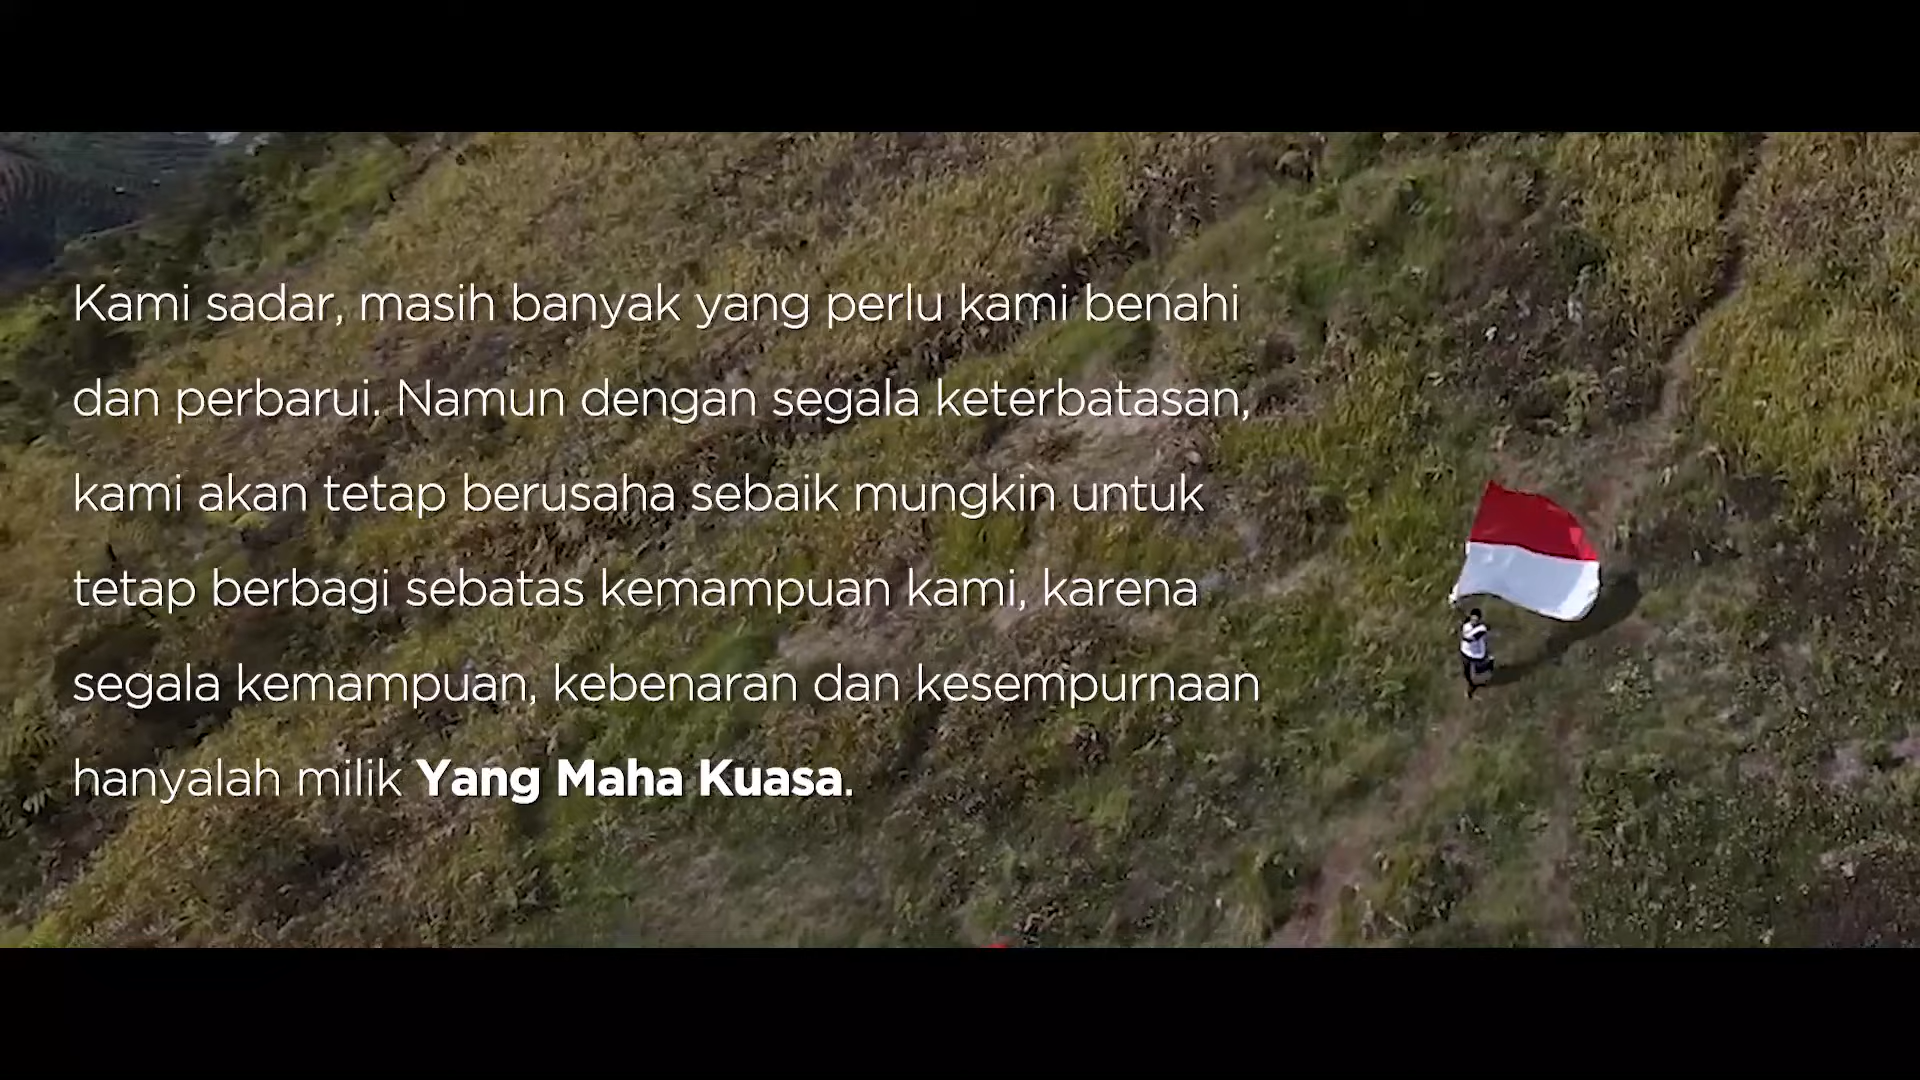 Kami sadar, masih banyak yang perlu kami benahi
dan perbarui. Namun dengan segala keterbatasan,
kami akan tetap berusaha sebaik mungkin untuk
tetap berbagi sebatas kemampuan kami, karena
segala kemampuan, kebenaran dan kesempurnaan
hanyalah milik Yang Maha Kuasa.